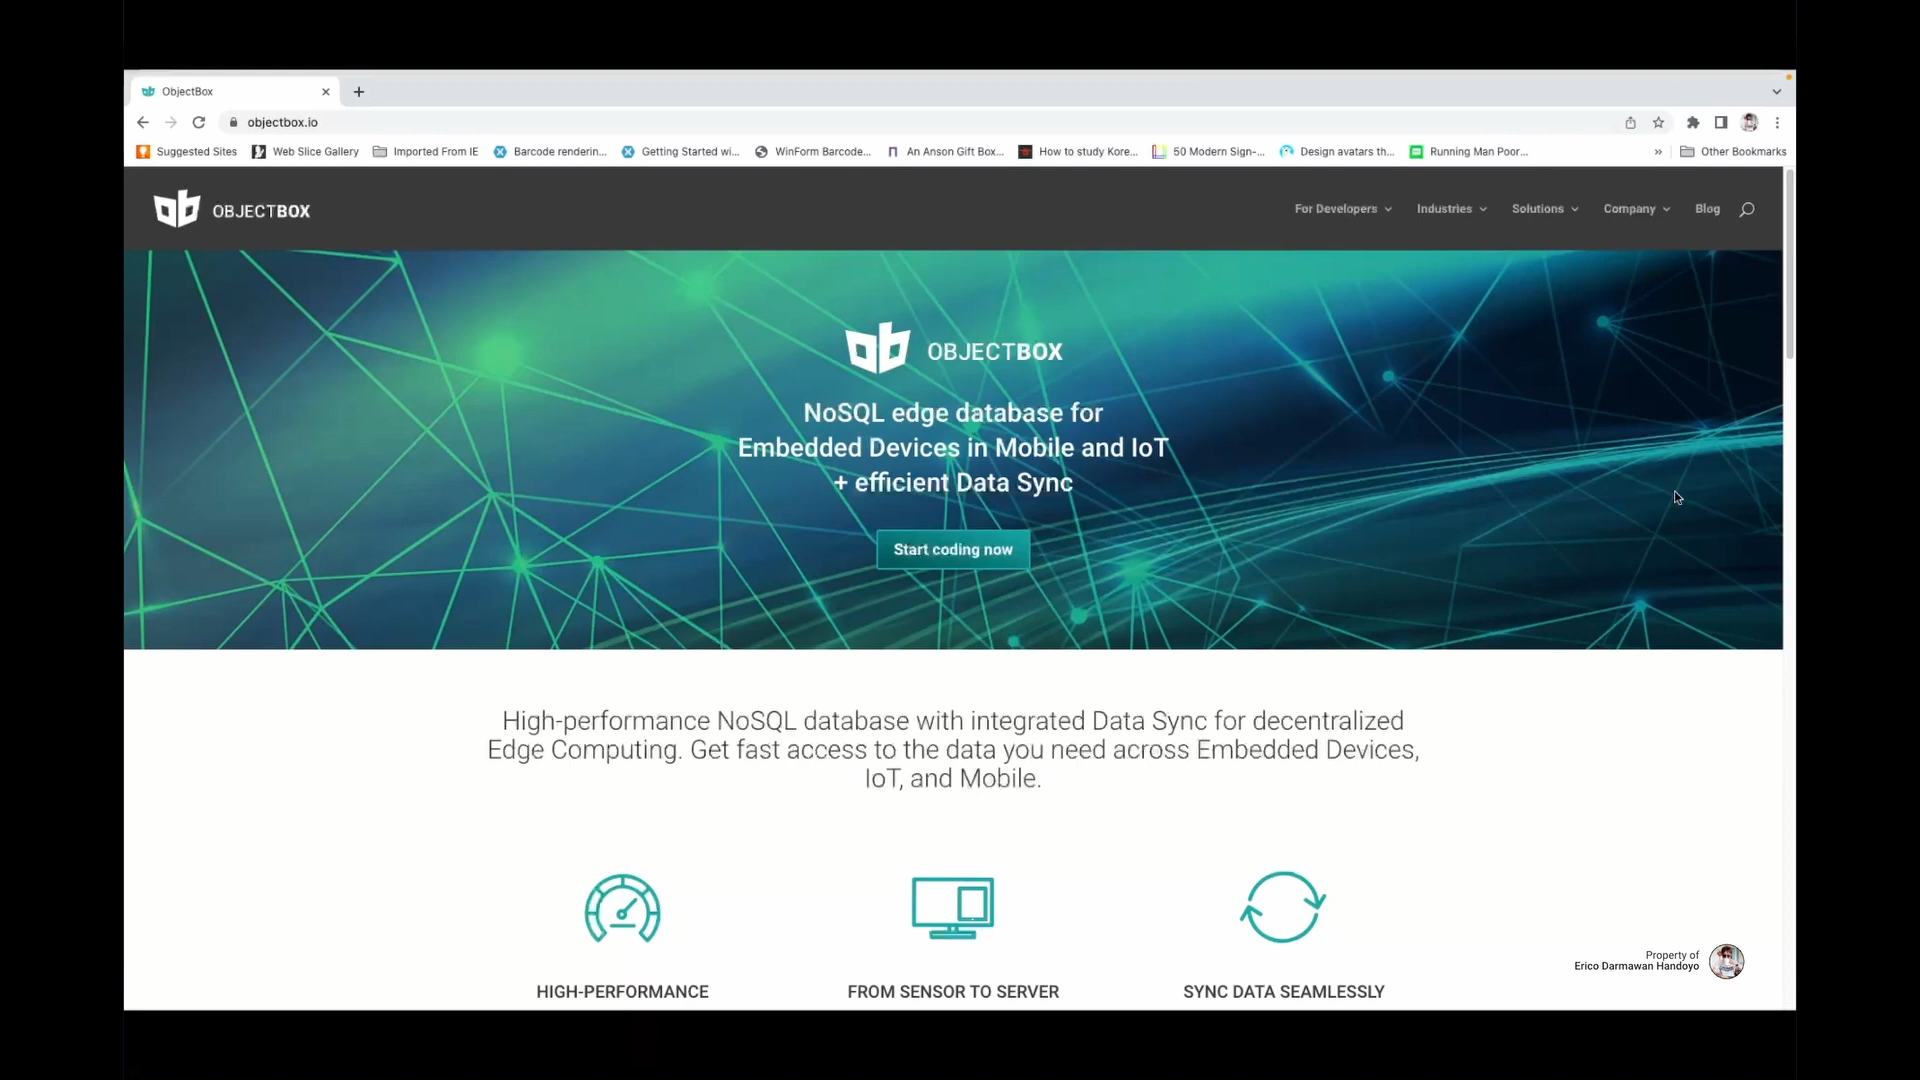 ObjectBox
objectbox.io
Suggested Sites
Web Slice Gallery
Imported From IE
Barcode renderin...
Getting Started wi...
WinForm Barcode...
An Anson Gift Box...
How to study Kore...
50 Modern Sign-...
Design avatars th...
Running Man Poor...
»
Other Bookmarks
OBJECTBOX
For Developers
Industries
Solutions
Company
Blog
OBJECTBOX
NoSQL edge database for
Embedded Devices in Mobile and IoT
+ efficient Data Sync
Start coding now
High-performance NoSQL database with integrated Data Sync for decentralized
Edge Computing. Get fast access to the data you need across Embedded Devices,
IoT, and Mobile.
HIGH-PERFORMANCE
FROM SENSOR TO SERVER
SYNC DATA SEAMLESSLY
Property of
Erico Darmawan Handoyo